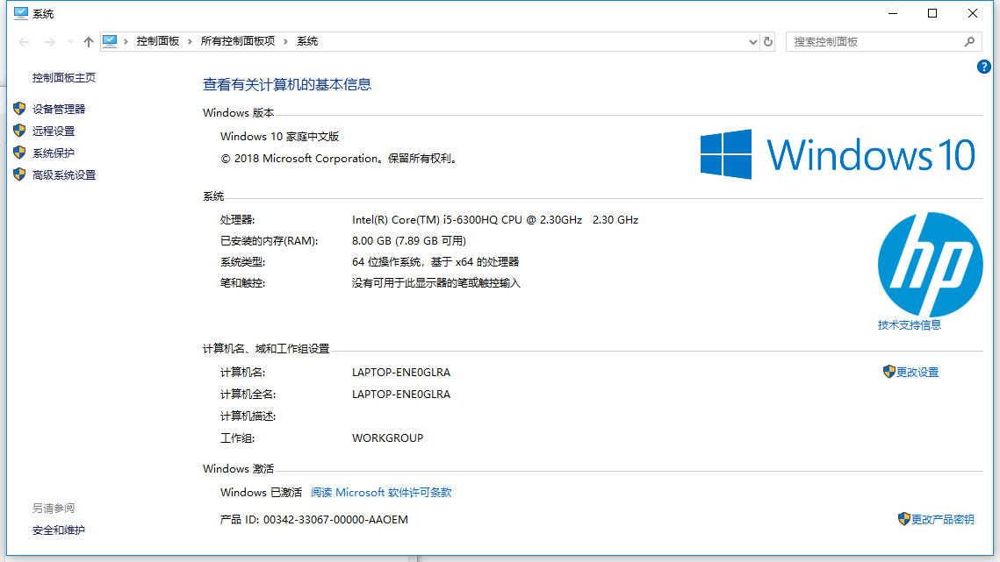 系统
控制面板 > 所有控制面板项 > 系统
搜索控制面板
控制面板主页
设备管理器
远程设置
系统保护
高级系统设置
另请参阅
安全和维护
?
查看有关计算机的基本信息
Windows 版本
Windows 10 家庭中文版
© 2018 Microsoft Corporation。保留所有权利。
Windows 10
系统
处理器: Intel(R) Core(TM) i5-6300HQ CPU @ 2.30GHz 2.30 GHz
已安装的内存(RAM): 8.00 GB (7.89 GB 可用)
系统类型: 64 位操作系统，基于 x64 的处理器
笔和触控: 没有可用于此显示器的笔或触控输入
hp
技术支持信息
计算机名、域和工作组设置
计算机名: LAPTOP-ENE0GLRA
更改设置
计算机全名: LAPTOP-ENE0GLRA
计算机描述:
工作组: WORKGROUP
Windows 激活
Windows 已激活 阅读 Microsoft 软件许可条款
产品 ID: 00342-33067-00000-AAOEM
更改产品密钥